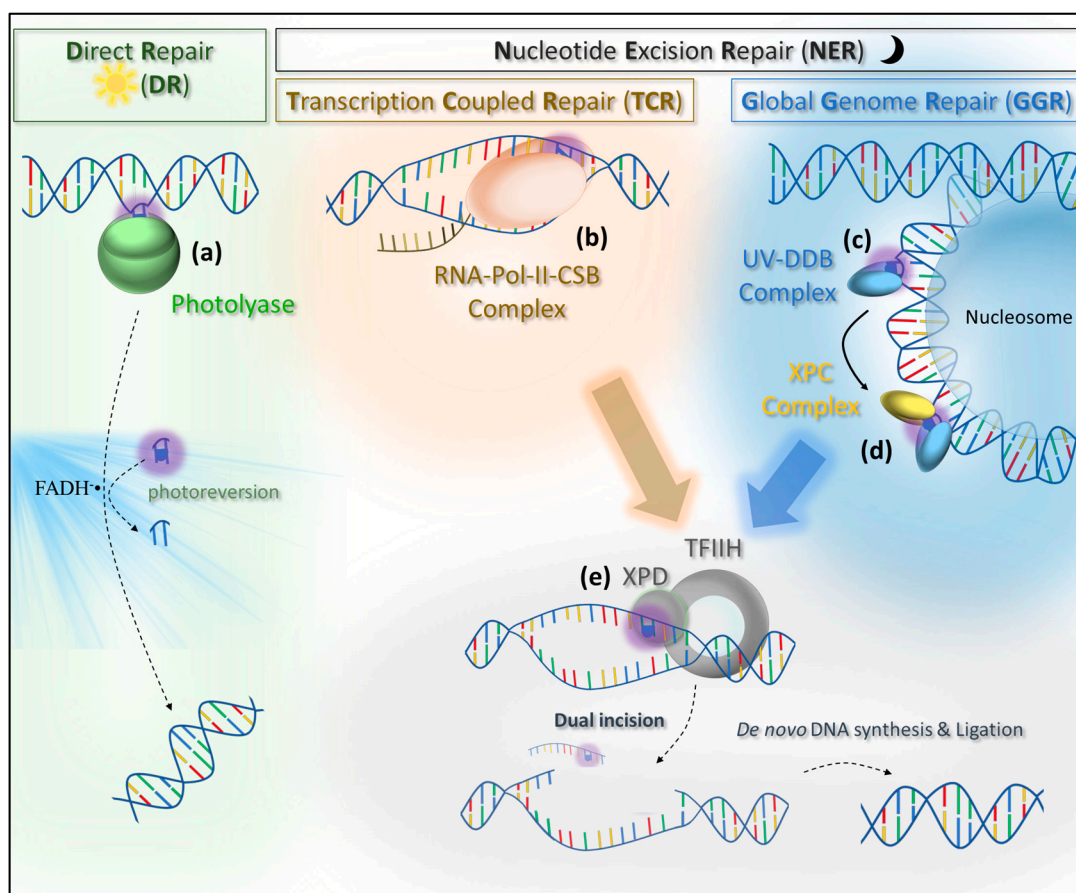 Direct Repair
(DR)
Nucleotide Excision Repair (NER)
Transcription Coupled Repair (TCR)
Global Genome Repair (GGR)
(a)
Photolyase
(b)
RNA-Pol-II-CSB
Complex
(c)
UV-DDB
Complex
Nucleosome
XPC
Complex
(d)
FADH-•
photoreversion
TFIIH
(e) XPD
Dual incision
De novo DNA synthesis & Ligation